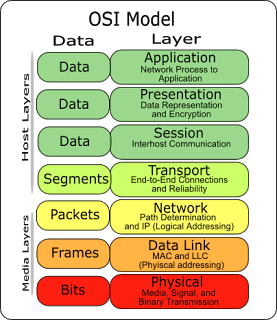 OSI Model
Data Layer
Host Layers
Data Application
Network Process to
Application
Data Presentation
Data Representation
and Encryption
Data Session
Interhost Communication
Segments Transport
End-to-End Connections
and Reliability
Media Layers
Packets Network
Path Determination
and IP (Logical Addressing)
Frames Data Link
MAC and LLC
(Phyiscal addressing)
Bits Physical
Media, Signal, and
Binary Transmission